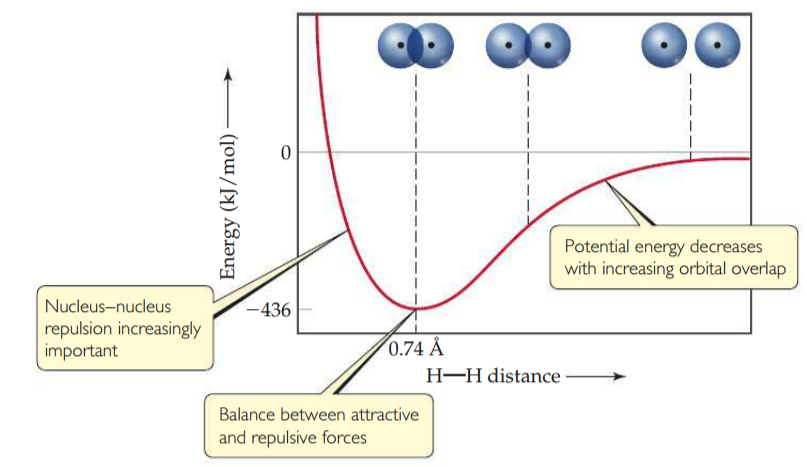 Energy (kJ/mol)
0
−436
0.74 Å
H—H distance
Potential energy decreases
with increasing orbital overlap
Nucleus–nucleus
repulsion increasingly
important
Balance between attractive
and repulsive forces